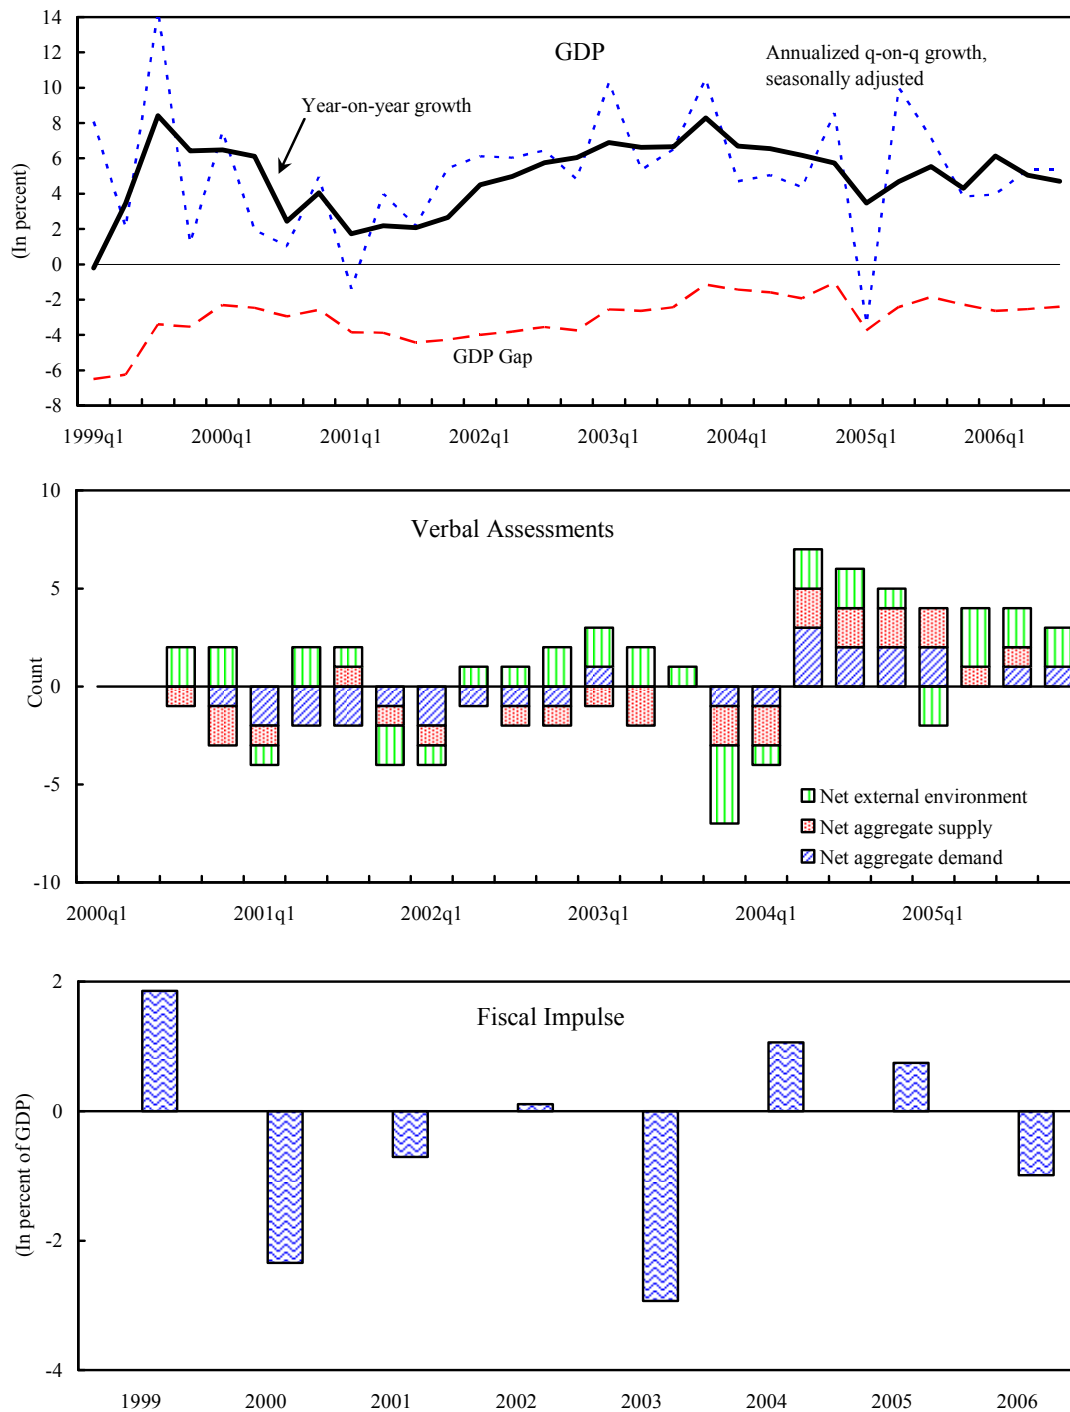 14
12
10
8
6
4
2
0
-2
-4
-6
-8
(In percent)
GDP
Annualized q-on-q growth,
seasonally adjusted
Year-on-year growth
GDP Gap
1999q1 2000q1 2001q1 2002q1 2003q1 2004q1 2005q1 2006q1
10
5
0
-5
-10
Count
Verbal Assessments
Net external environment
Net aggregate supply
Net aggregate demand
2000q1 2001q1 2002q1 2003q1 2004q1 2005q1
2
0
-2
-4
(In percent of GDP)
Fiscal Impulse
1999 2000 2001 2002 2003 2004 2005 2006